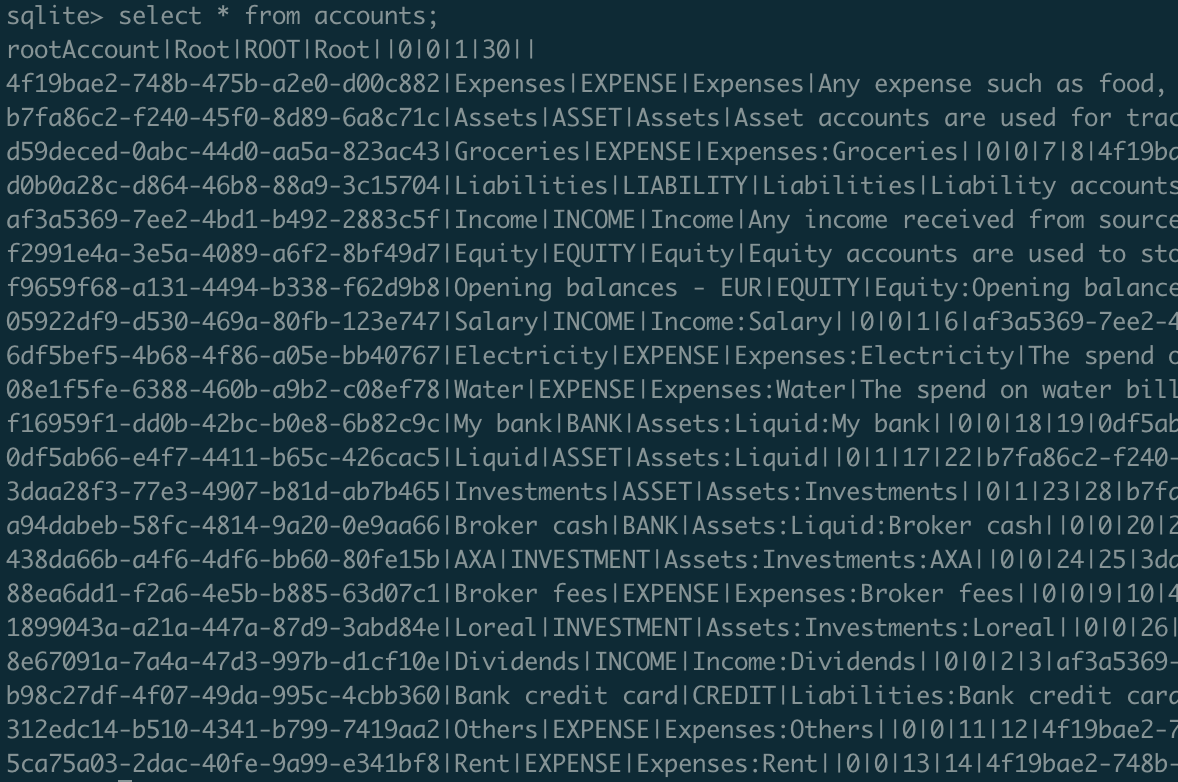 sqlite> select * from accounts;
rootAccount|Root|ROOT|Root||0|0|1|30||
4f19bae2-748b-475b-a2e0-d00c882|Expenses|EXPENSE|Expenses|Any expense such as food,
b7fa86c2-f240-45f0-8d89-6a8c71c|Assets|ASSET|Assets|Asset accounts are used for trac
d59deced-0abc-44d0-aa5a-823ac43|Groceries|EXPENSE|Expenses:Groceries||0|0|7|8|4f19ba
d0b0a28c-d864-46b8-88a9-3c15704|Liabilities|LIABILITY|Liabilities|Liability accounts
af3a5369-7ee2-4bd1-b492-2883c5f|Income|INCOME|Income|Any income received from source
f2991e4a-3e5a-4089-a6f2-8bf49d7|Equity|EQUITY|Equity|Equity accounts are used to sto
f9659f68-a131-4494-b338-f62d9b8|Opening balances - EUR|EQUITY|Equity:Opening balance
05922df9-d530-469a-80fb-123e747|Salary|INCOME|Income:Salary||0|0|1|6|af3a5369-7ee2-4
6df5bef5-4b68-4f86-a05e-bb40767|Electricity|EXPENSE|Expenses:Electricity|The spend o
08e1f5fe-6388-460b-a9b2-c08ef78|Water|EXPENSE|Expenses:Water|The spend on water bill
f16959f1-dd0b-42bc-b0e8-6b82c9c|My bank|BANK|Assets:Liquid:My bank||0|0|18|19|0df5ab
0df5ab66-e4f7-4411-b65c-426cac5|Liquid|ASSET|Assets:Liquid||0|1|17|22|b7fa86c2-f240-
3daa28f3-77e3-4907-b81d-ab7b465|Investments|ASSET|Assets:Investments||0|1|23|28|b7fa
a94dabeb-58fc-4814-9a20-0e9aa66|Broker cash|BANK|Assets:Liquid:Broker cash||0|0|20|2
438da66b-a4f6-4df6-bb60-80fe15b|AXA|INVESTMENT|Assets:Investments:AXA||0|0|24|25|3da
88ea6dd1-f2a6-4e5b-b885-63d07c1|Broker fees|EXPENSE|Expenses:Broker fees||0|0|9|10|4
1899043a-a21a-447a-87d9-3abd84e|Loreal|INVESTMENT|Assets:Investments:Loreal||0|0|26|
8e67091a-7a4a-47d3-997b-d1cf10e|Dividends|INCOME|Income:Dividends||0|0|2|3|af3a5369-
b98c27df-4f07-49da-995c-4cbb360|Bank credit card|CREDIT|Liabilities:Bank credit card
312edc14-b510-4341-b799-7419aa2|Others|EXPENSE|Expenses:Others||0|0|11|12|4f19bae2-7
5ca75a03-2dac-40fe-9a99-e341bf8|Rent|EXPENSE|Expenses:Rent||0|0|13|14|4f19bae2-748b-